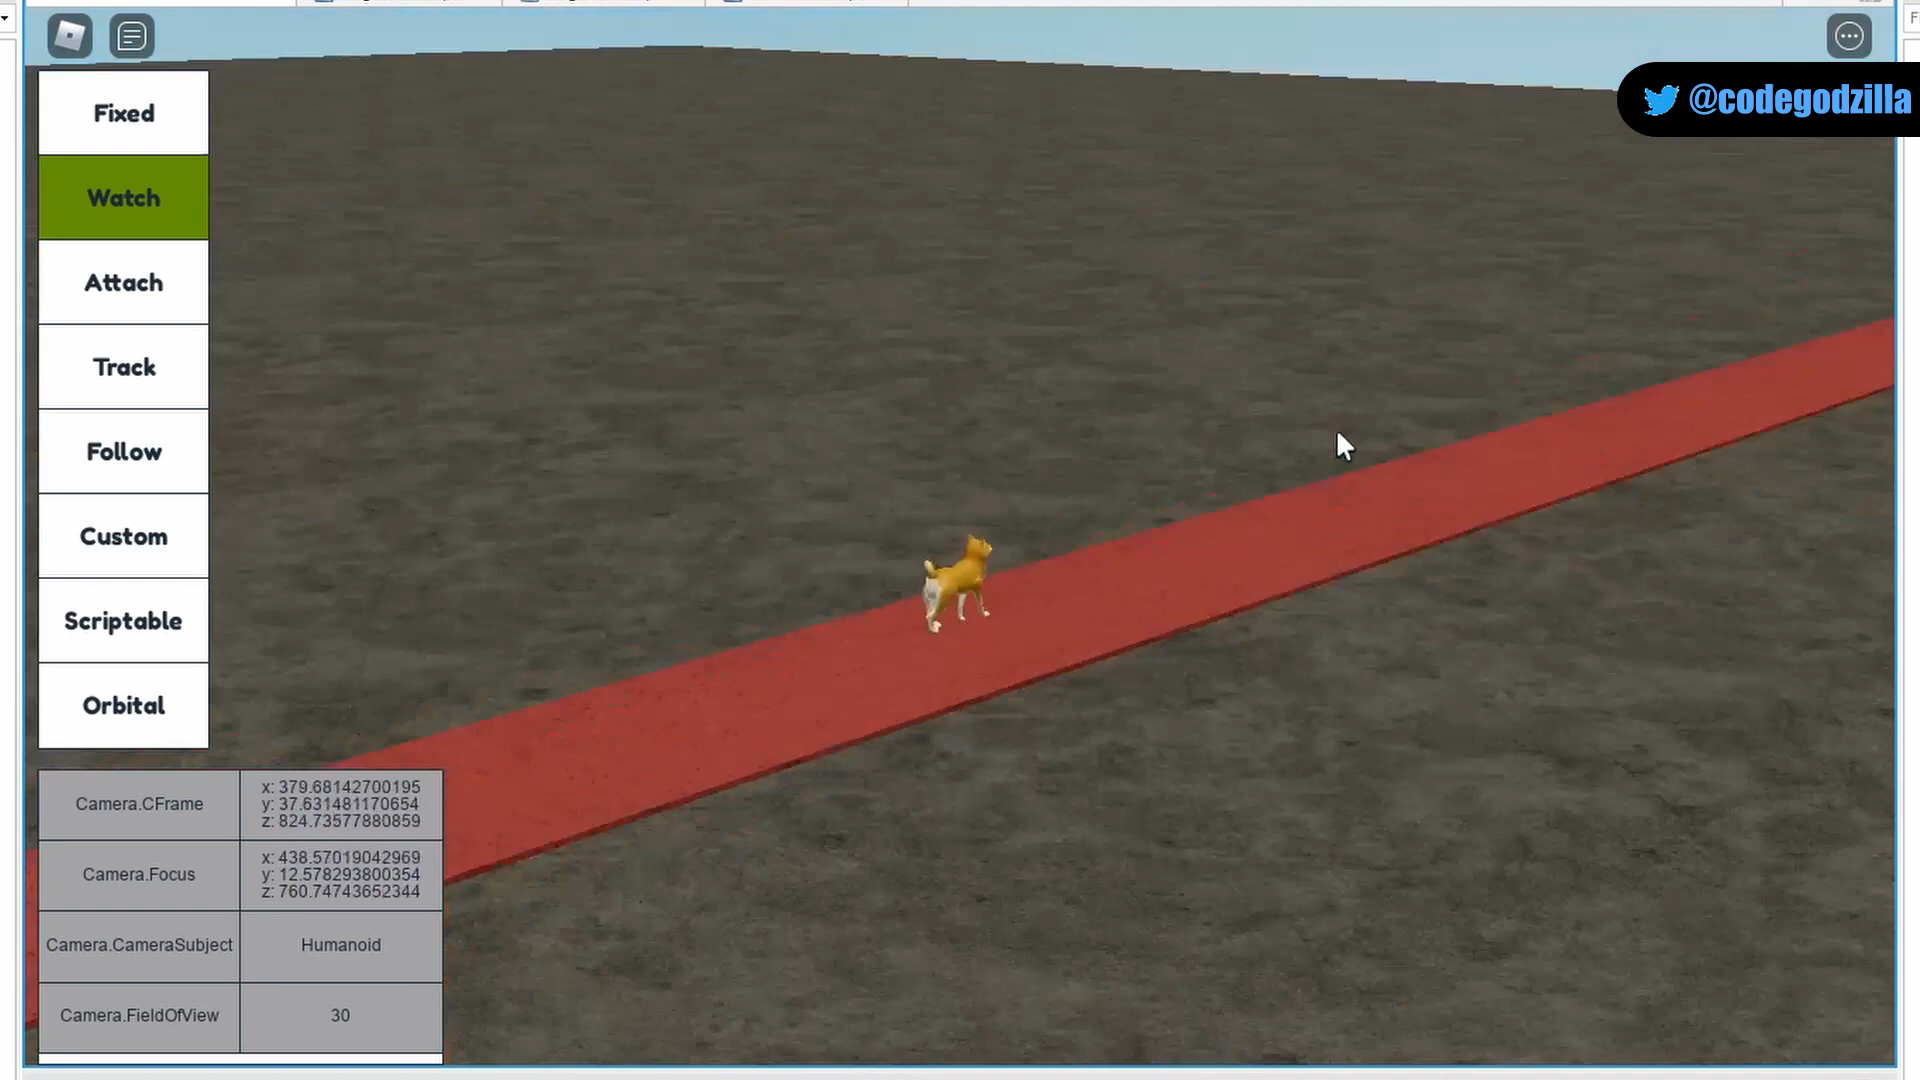 @codegodzilla
Fixed
Watch
Attach
Track
Follow
Custom
Scriptable
Orbital
Camera.CFrame
x: 379.68142700195
y: 37.631481170654
z: 824.73577880859
Camera.Focus
x: 438.57019042969
y: 12.578293800354
z: 760.74743652344
Camera.CameraSubject
Humanoid
Camera.FieldOfView
30